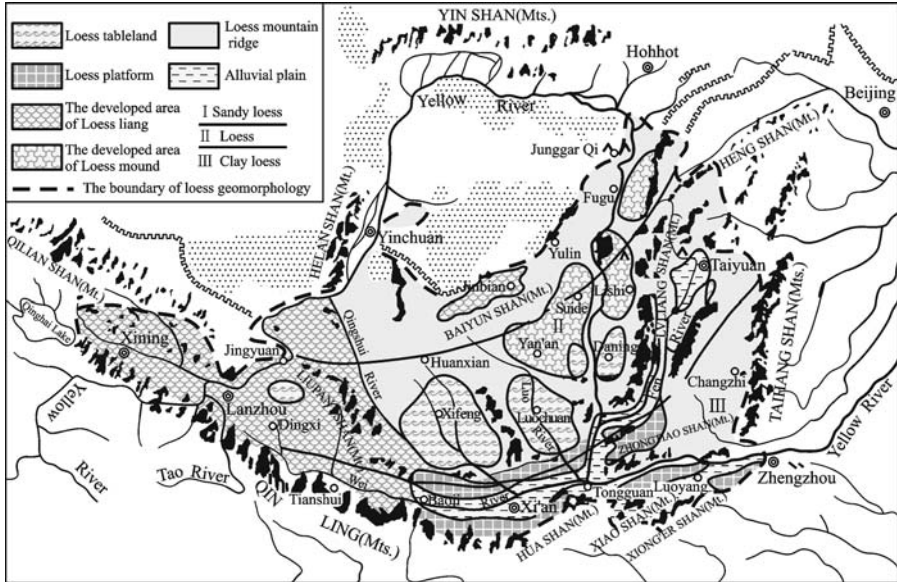 Loess tableland
Loess mountain
ridge
Loess platform
Alluvial plain
The developed area
of Loess liang
I Sandy loess
II Loess
III Clay loess
The developed area
of Loess mound
The boundary of loess geomorphology
YIN SHAN(Mts.)
Hohhot
Beijing
Yellow
River
Junggar Qi
HENG SHAN(Mt.)
Fugu
HELAN SHAN(Mt.)
Yinchuan
Yulin
QILIAN SHAN(Mt.)
LVLIANG SHAN(Mt.)
Taiyuan
TAIHANG SHAN(Mts.)
Jinbian
Lishi
BAIYUN SHAN(Mt.)
Suide
II
Qinghai Lake
Xining
Qingshui
River
River
Jingyuan
Yan'an
Daning
Huanxian
Fen
Changzhi
LIUPAN SHAN(Mt.)
Yellow
River
Lanzhou
Xifeng
Luo
River
Luochuan
III
Dingxi
ZHONGTIAO SHAN(Mt.)
Yellow River
Tao River
QIN
LING(Mts.)
Tianshui
Wei
River
Baoji
Xi'an
Tongguan
Luoyang
Zhengzhou
HUA SHAN(Mt.)
XIAO SHAN(Mt.)
XIONG'ER SHAN(Mt.)